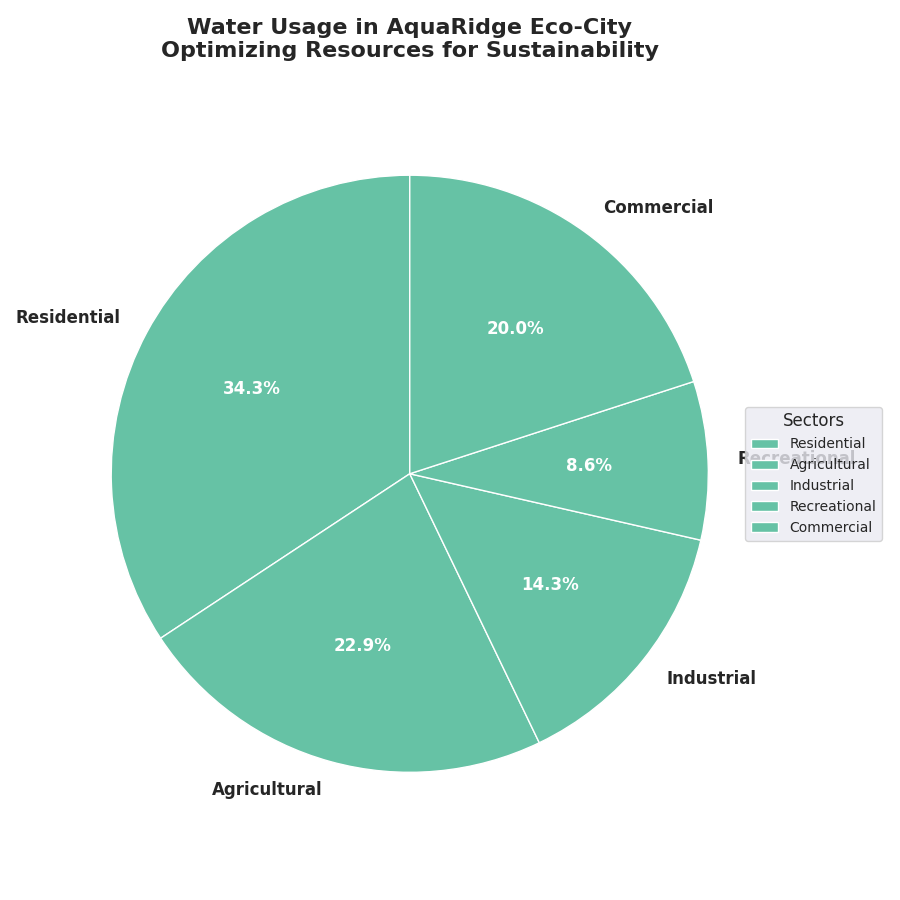 Water Usage in AquaRidge Eco-City
Optimizing Resources for Sustainability
Commercial
Residential
20.0%
34.3%
8.6%
Recreational
14.3%
22.9%
Industrial
Agricultural
Sectors
Residential
Agricultural
Industrial
Recreational
Commercial